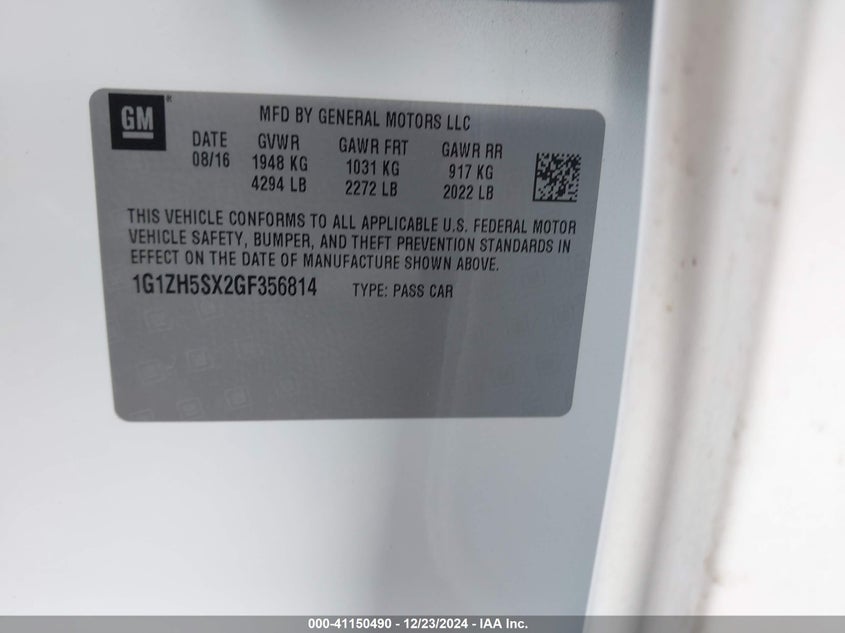 GM®
MFD BY GENERAL MOTORS LLC
DATE GVWR GAWR FRT GAWR RR
08/16 1948 KG 1031 KG 917 KG
4294 LB 2272 LB 2022 LB
THIS VEHICLE CONFORMS TO ALL APPLICABLE U.S. FEDERAL MOTOR
VEHICLE SAFETY, BUMPER, AND THEFT PREVENTION STANDARDS IN
EFFECT ON THE DATE OF MANUFACTURE SHOWN ABOVE.
1G1ZH5SX2GF356814 TYPE: PASS CAR
000-41150490 - 12/23/2024 - IAA Inc.